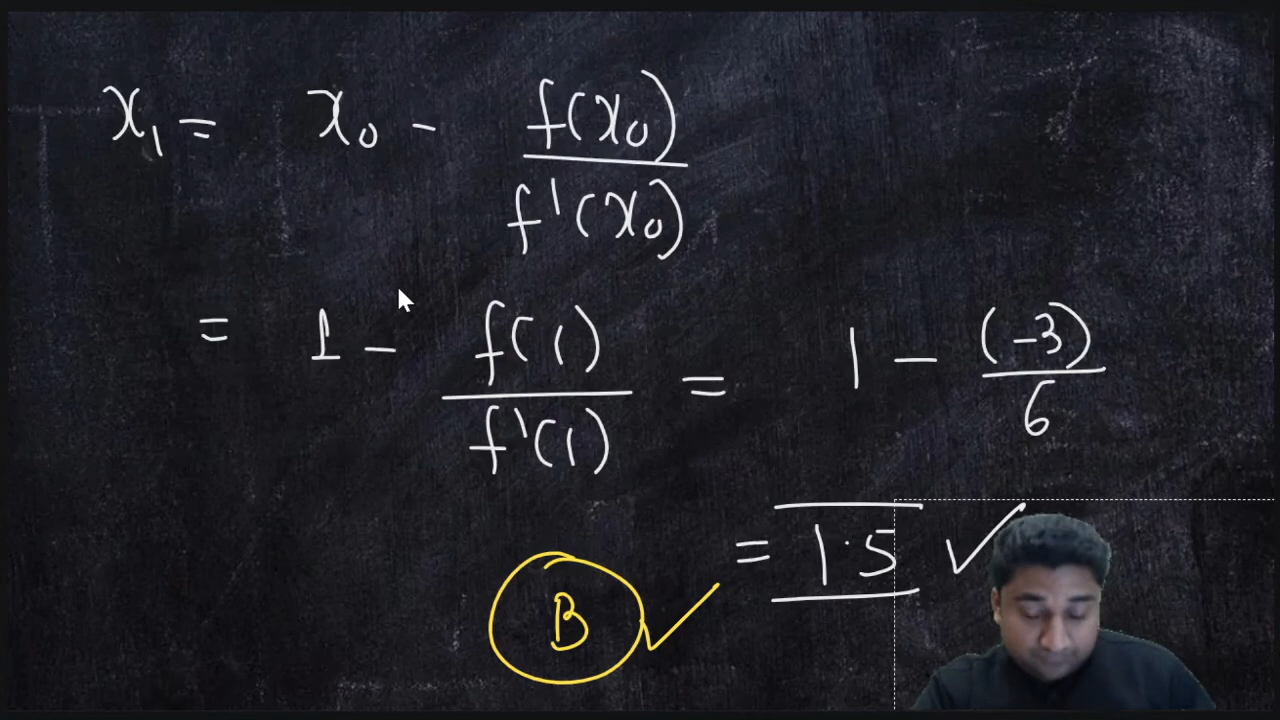 x₁ = x₀ - f(x₀) / f'(x₀)
= 1 - f(1) / f'(1) = 1 - (-3) / 6
= 1.5 ✓
B ✓